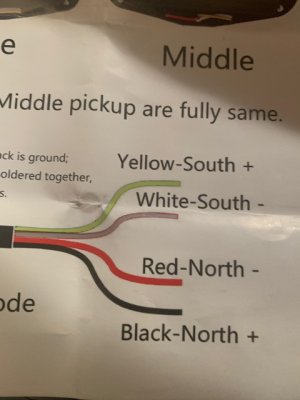 e
Middle
Middle pickup are fully same.
ck is ground;
Yellow-South +
oldered together,
White-South -
s.
Red-North -
ode
Black-North +